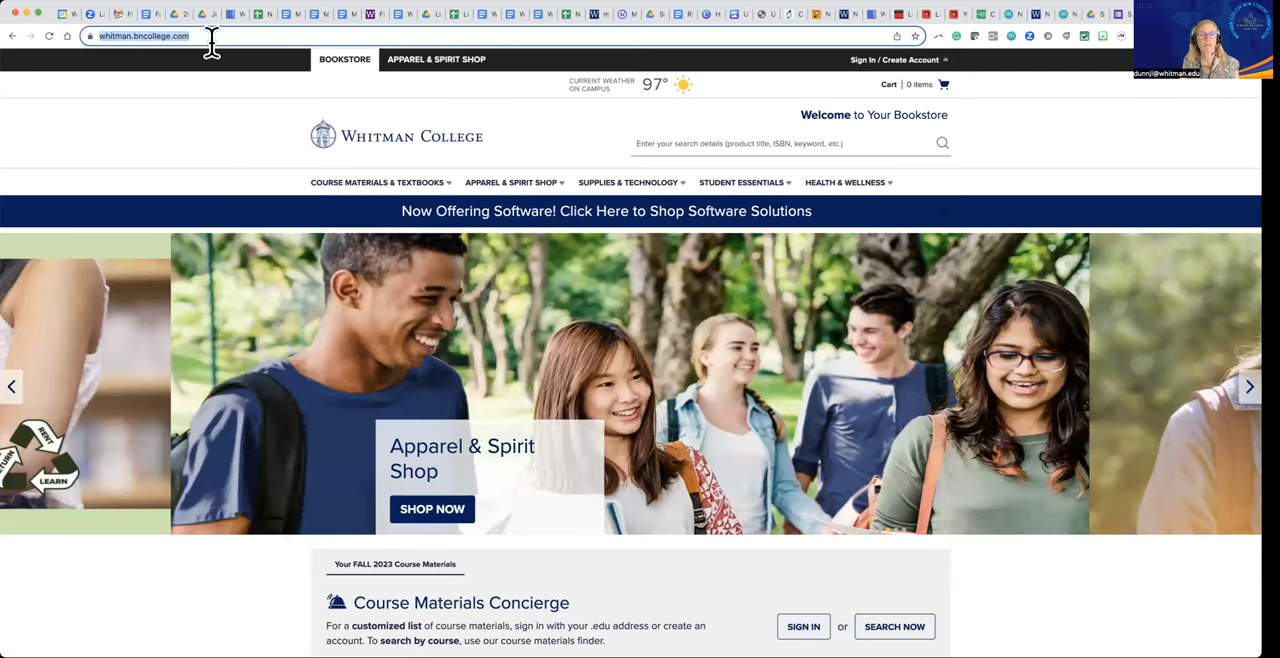 whitman.bncollege.com
dunnjl@whitman.edu
BOOKSTORE
APPAREL & SPIRIT SHOP
Sign In / Create Account
CURRENT WEATHER
ON CAMPUS
97°
Cart | 0 items
Welcome to Your Bookstore
WHITMAN COLLEGE
Enter your search details (product title, ISBN, keyword, etc.)
COURSE MATERIALS & TEXTBOOKS
APPAREL & SPIRIT SHOP
SUPPLIES & TECHNOLOGY
STUDENT ESSENTIALS
HEALTH & WELLNESS
Now Offering Software! Click Here to Shop Software Solutions
RENT
RETURN
LEARN
Apparel & Spirit
Shop
SHOP NOW
Your FALL 2023 Course Materials
Course Materials Concierge
For a customized list of course materials, sign in with your .edu address or create an
account. To search by course, use our course materials finder.
SIGN IN
or
SEARCH NOW